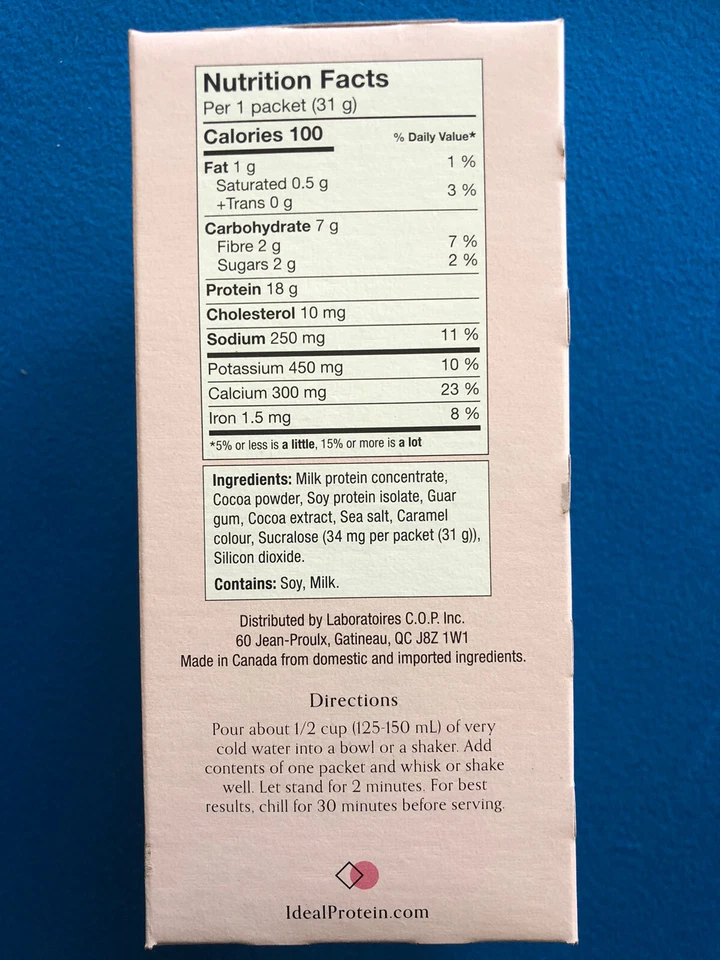 Nutrition Facts
Per 1 packet (31 g)
Calories 100
% Daily Value*
Fat 1 g 1 %
Saturated 0.5 g
+Trans 0 g 3 %
Carbohydrate 7 g
Fibre 2 g 7 %
Sugars 2 g 2 %
Protein 18 g
Cholesterol 10 mg
Sodium 250 mg 11 %
Potassium 450 mg 10 %
Calcium 300 mg 23 %
Iron 1.5 mg 8 %
*5% or less is a little, 15% or more is a lot
Ingredients: Milk protein concentrate,
Cocoa powder, Soy protein isolate, Guar
gum, Cocoa extract, Sea salt, Caramel
colour, Sucralose (34 mg per packet (31 g)),
Silicon dioxide.
Contains: Soy, Milk.
Distributed by Laboratoires C.O.P. Inc.
60 Jean-Proulx, Gatineau, QC J8Z 1W1
Made in Canada from domestic and imported ingredients.
Directions
Pour about 1/2 cup (125-150 mL) of very
cold water into a bowl or a shaker. Add
contents of one packet and whisk or shake
well. Let stand for 2 minutes. For best
results, chill for 30 minutes before serving.
IdealProtein.com